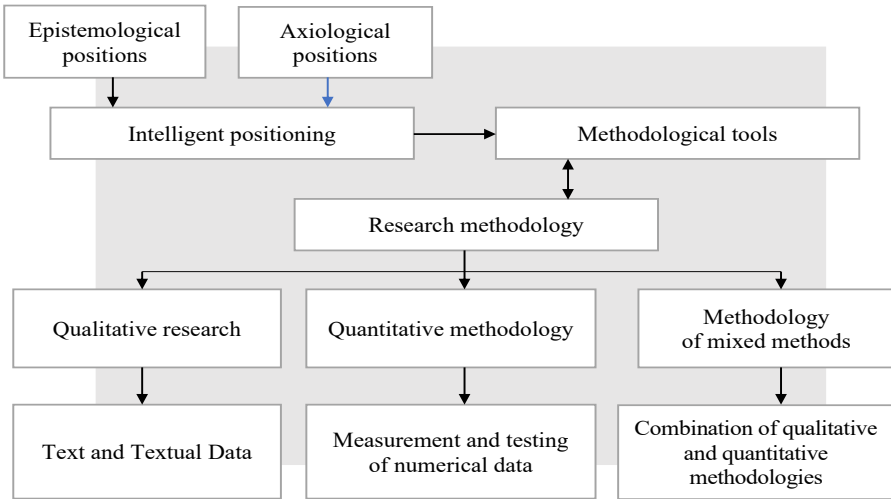 Epistemological
positions
Axiological
positions
Intelligent positioning
Methodological tools
Research methodology
Qualitative research
Quantitative methodology
Methodology
of mixed methods
Text and Textual Data
Measurement and testing
of numerical data
Combination of qualitative
and quantitative
methodologies